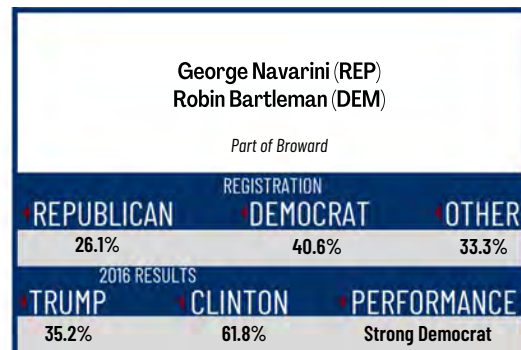 George Navarini (REP)
Robin Bartleman (DEM)
Part of Broward
REGISTRATION
REPUBLICAN DEMOCRAT OTHER
26.1% 40.6% 33.3%
2016 RESULTS
TRUMP CLINTON PERFORMANCE
35.2% 61.8% Strong Democrat